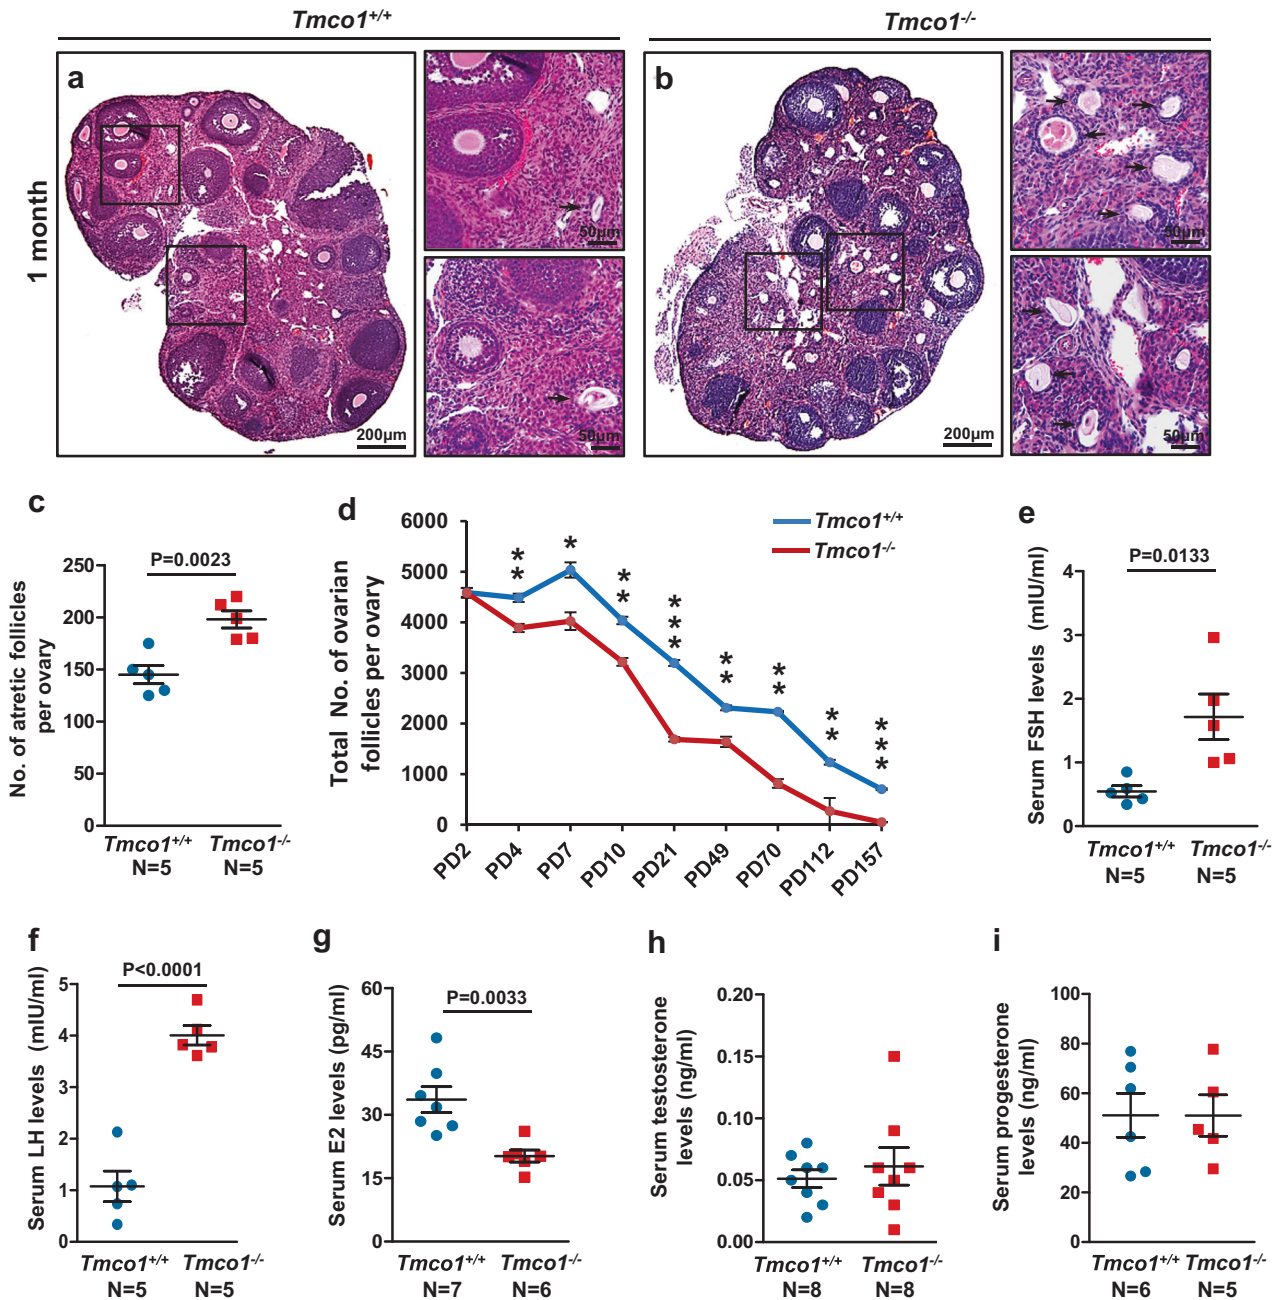 Tmco1+/+
Tmco1-/-
1 month
a
b
50µm
50µm
200µm
50µm
200µm
50µm
c
No. of atretic follicles
per ovary
P=0.0023
250
200
150
100
50
0
Tmco1+/+
Tmco1-/-
N=5
N=5
d
Total No. of ovarian
follicles per ovary
6000
5000
4000
3000
2000
1000
0
Tmco1+/+
Tmco1-/-
**
*
**
***
**
**
**
***
PD2
PD4
PD7
PD10
PD21
PD49
PD70
PD112
PD157
e
Serum FSH levels (mIU/ml)
P=0.0133
4
3
2
1
0
Tmco1+/+
Tmco1-/-
N=5
N=5
f
Serum LH levels (mIU/ml)
P<0.0001
5
4
3
2
1
0
Tmco1+/+
Tmco1-/-
N=5
N=5
g
Serum E2 levels (pg/ml)
P=0.0033
60
45
30
15
0
Tmco1+/+
Tmco1-/-
N=7
N=6
h
Serum testosterone
levels (ng/ml)
0.20
0.15
0.10
0.05
0.00
Tmco1+/+
Tmco1-/-
N=8
N=8
i
Serum progesterone
levels (ng/ml)
100
80
60
40
20
0
Tmco1+/+
Tmco1-/-
N=6
N=5